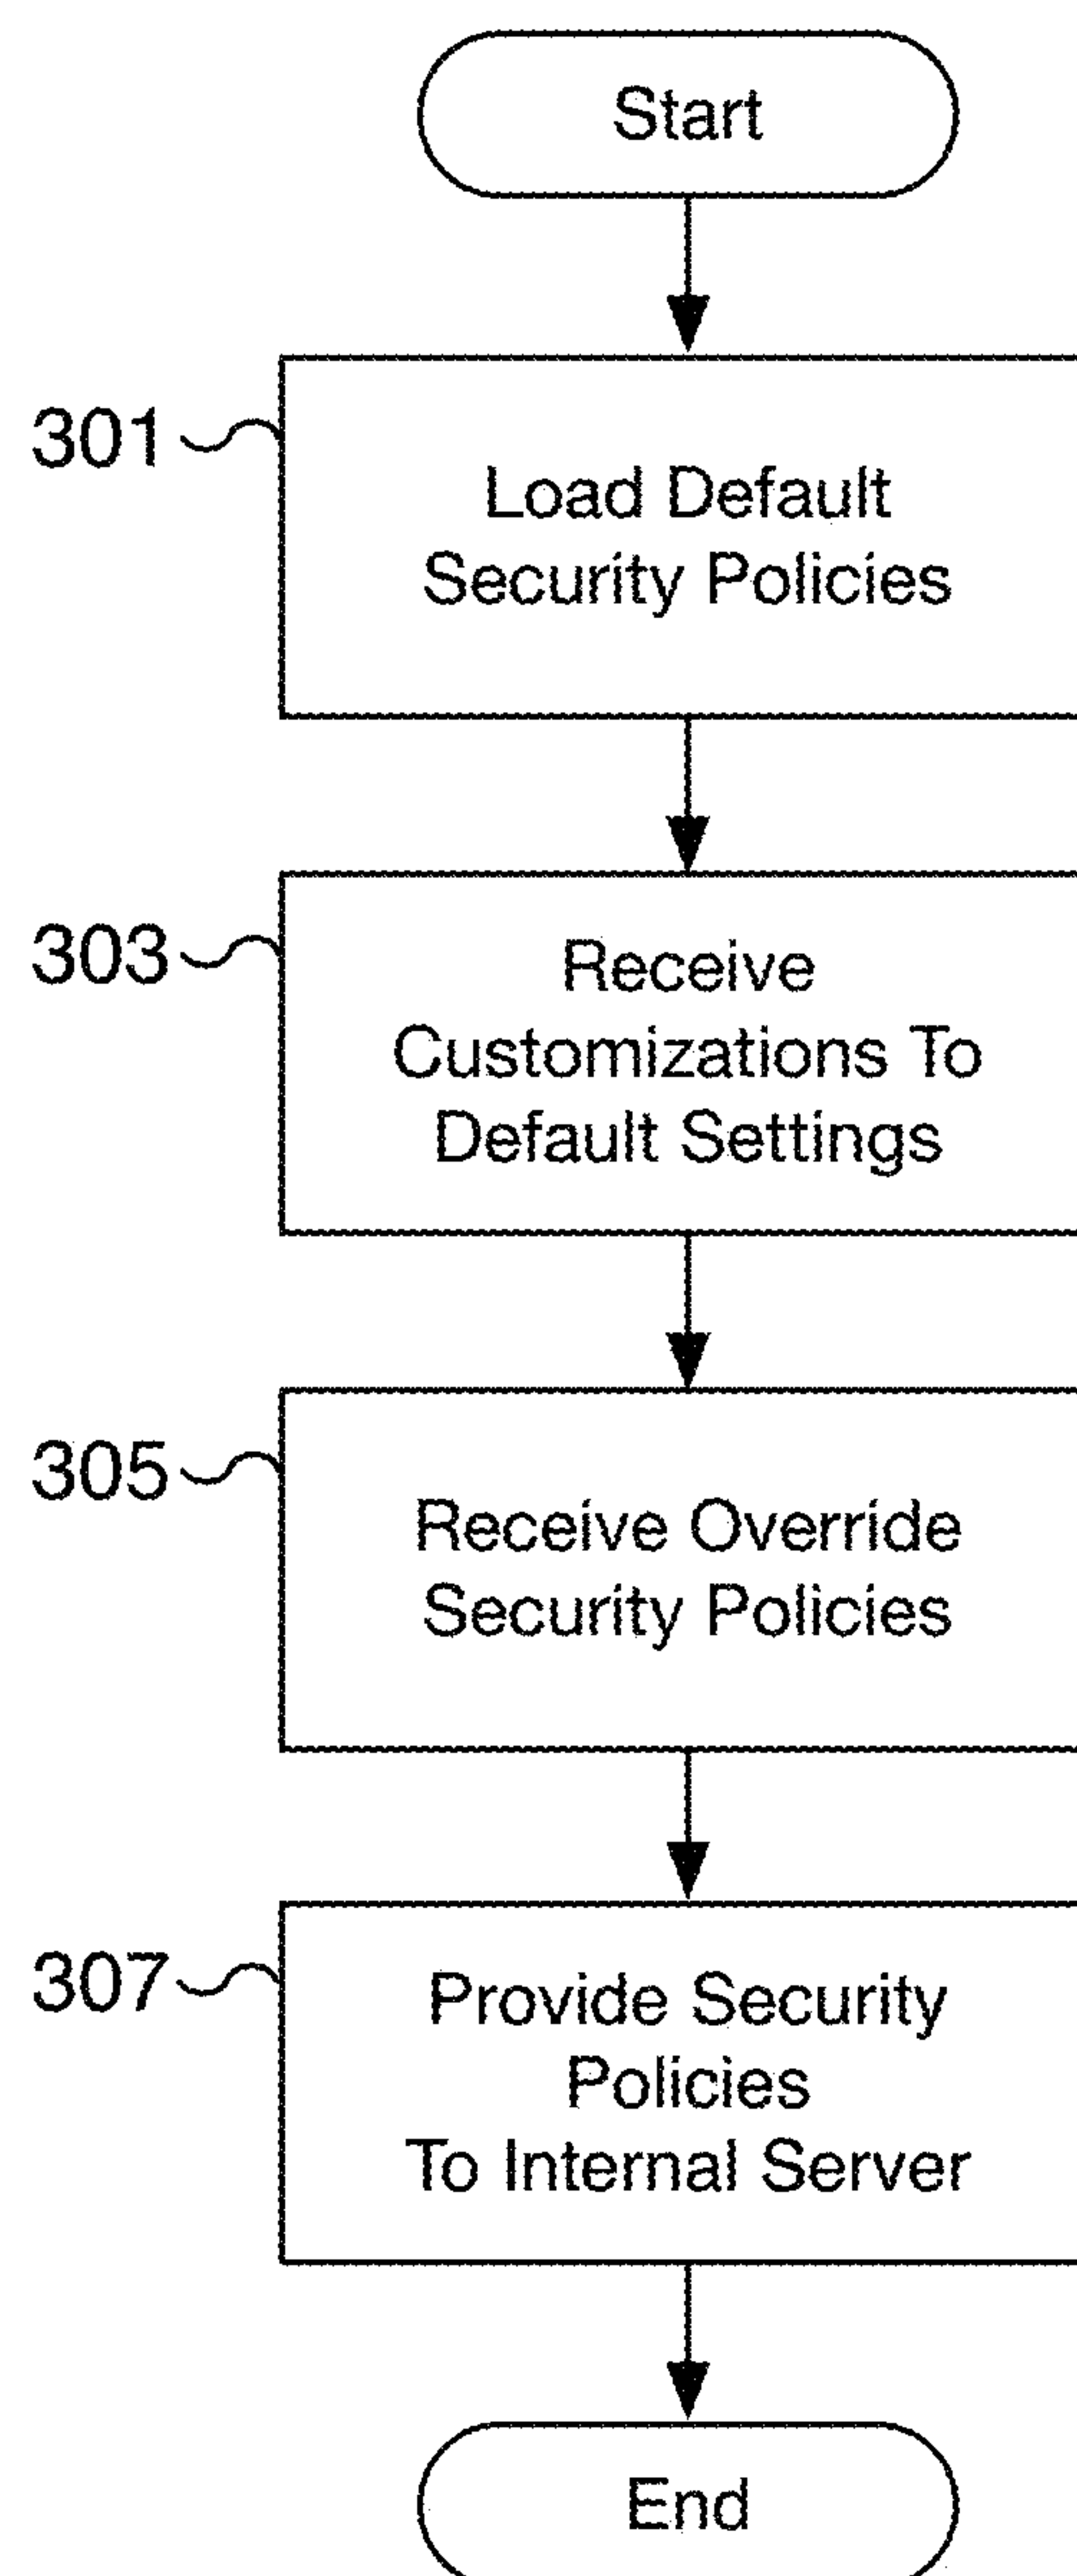 Start
301
Load Default
Security Policies
303
Receive
Customizations To
Default Settings
305
Receive Override
Security Policies
307
Provide Security
Policies
To Internal Server
End